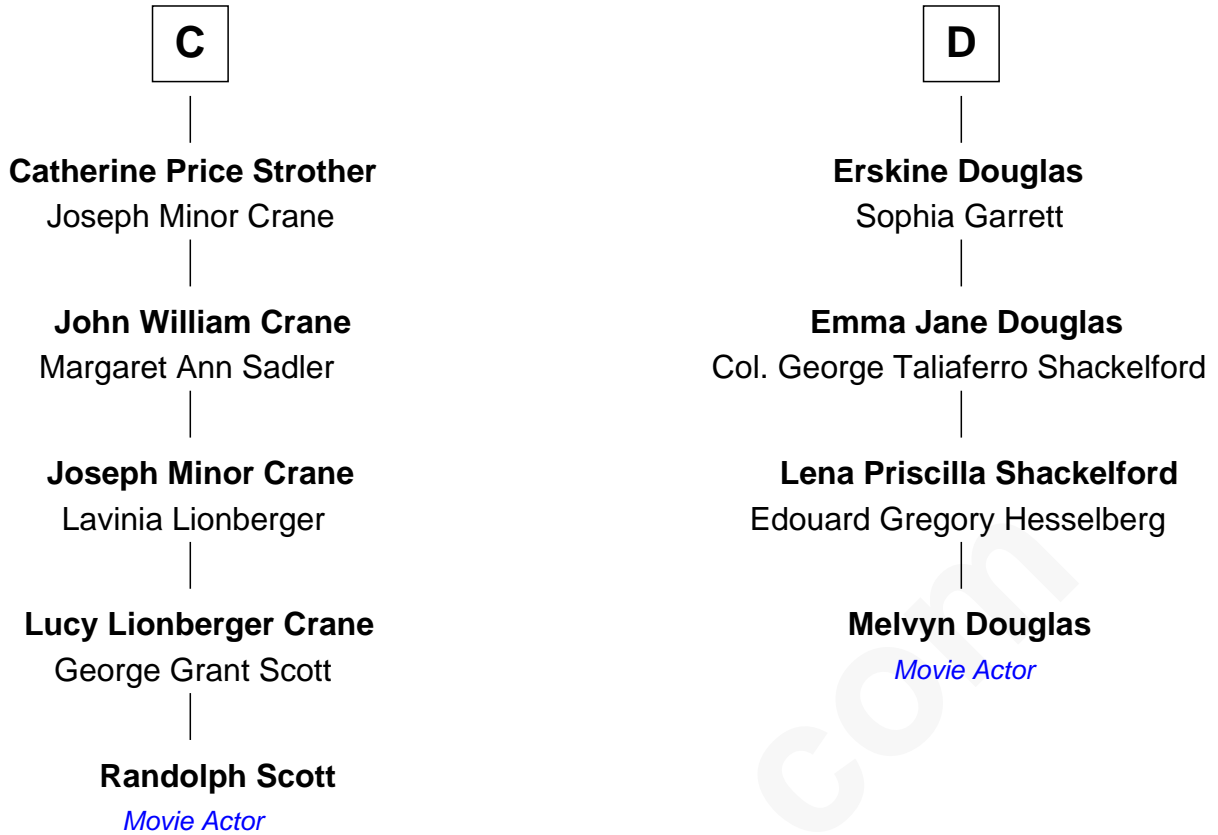 C
Catherine Price Strother
Joseph Minor Crane
John William Crane
Margaret Ann Sadler
Joseph Minor Crane
Lavinia Lionberger
Lucy Lionberger Crane
George Grant Scott
Randolph Scott
Movie Actor
D
Erskine Douglas
Sophia Garrett
Emma Jane Douglas
Col. George Taliaferro Shackelford
Lena Priscilla Shackelford
Edouard Gregory Hesselberg
Melvyn Douglas
Movie Actor
com